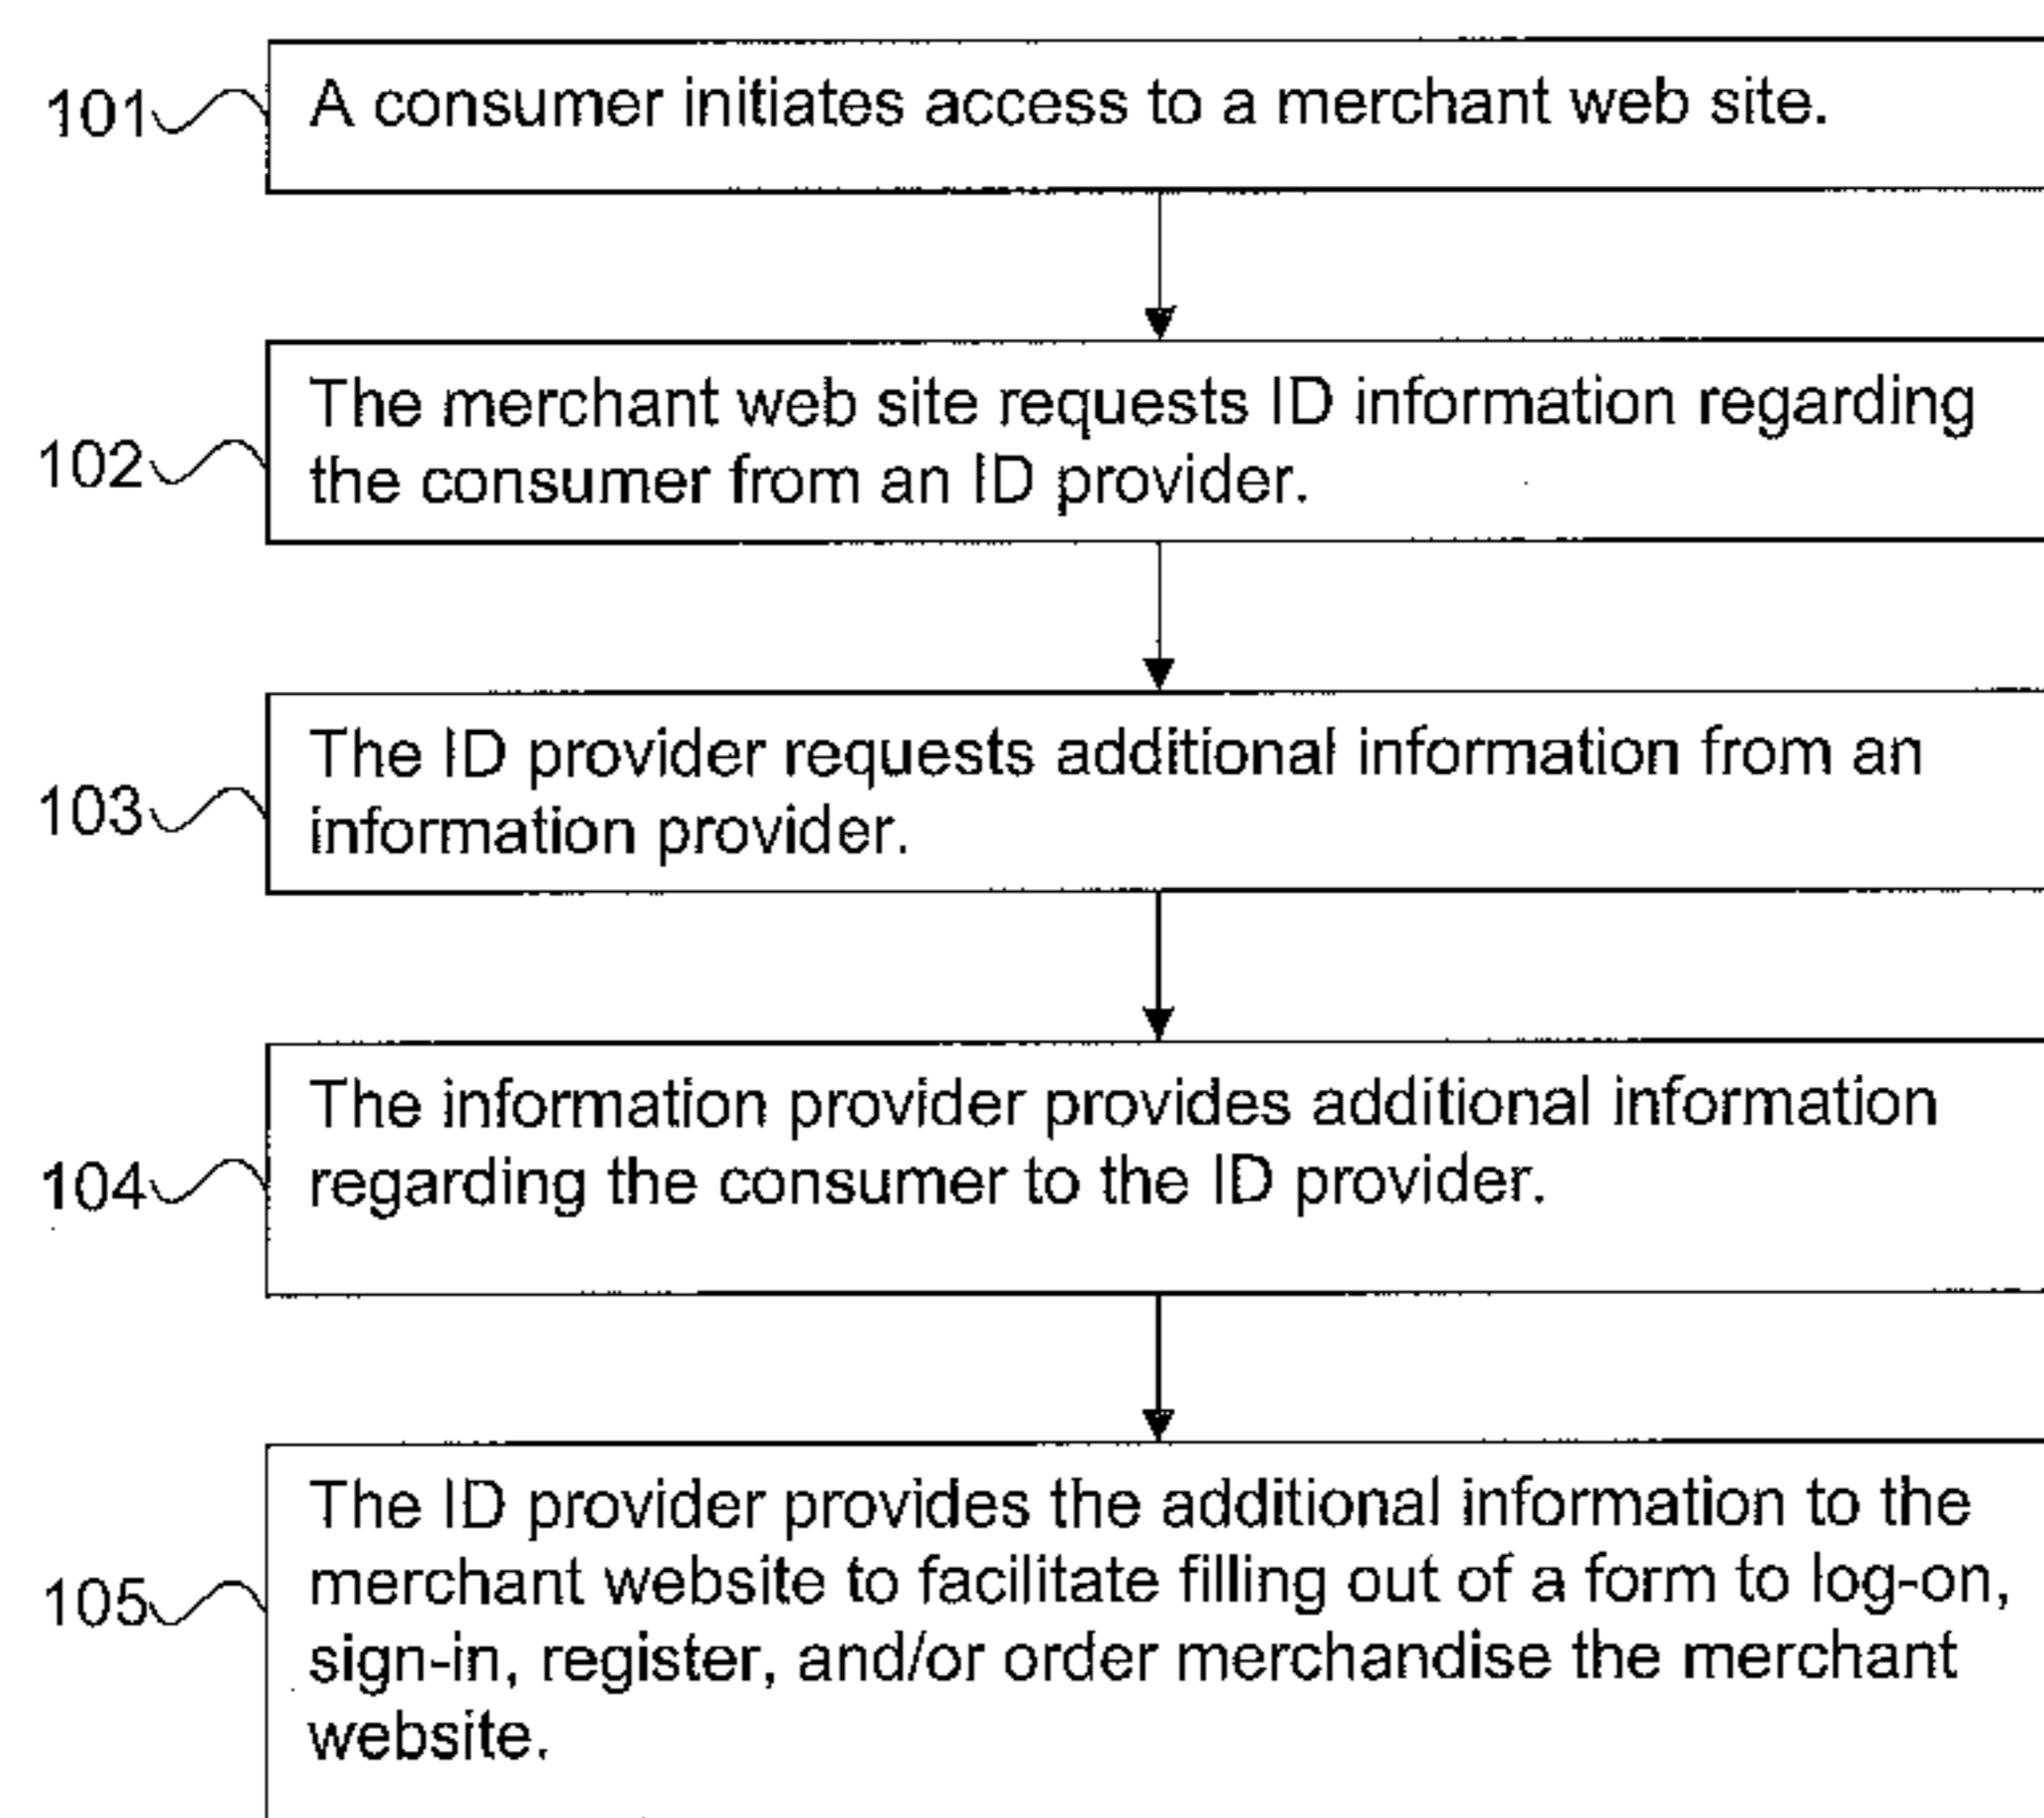 101
A consumer initiates access to a merchant web site.
102
The merchant web site requests ID information regarding
the consumer from an ID provider.
103
The ID provider requests additional information from an
information provider.
104
The information provider provides additional information
regarding the consumer to the ID provider.
105
The ID provider provides the additional information to the
merchant website to facilitate filling out of a form to log-on,
sign-in, register, and/or order merchandise the merchant
website.